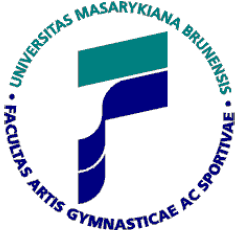 UNIVERSITAS MASARYKIANA BRUNENSIS
• FACULTAS ARTIS GYMNASTICAE AC SPORTIVAE •